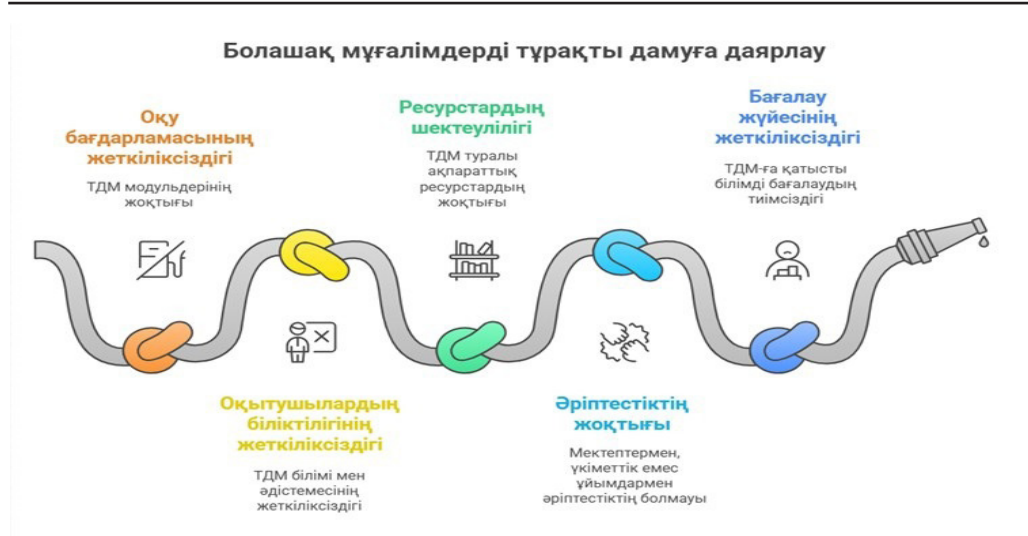 Болашақ мұғалімдерді тұрақты дамуға даярлау
Оқу
бағдарламасының
жеткіліксіздігі
ТДМ модульдерінің
жоқтығы
Оқытушылардың
біліктілігінің
жеткіліксіздігі
ТДМ білімі мен
әдістемесінің
жеткіліксіздігі
Ресурстардың
шектеулілігі
ТДМ туралы
ақпараттық
ресурстардың
жоқтығы
Әріптестіктің
жоқтығы
Мектептермен,
үкіметтік емес
ұйымдармен
әріптестіктің болмауы
Бағалау
жүйесінің
жеткіліксіздігі
ТДМ-ға қатысты
білімді бағалаудың
тиімсіздігі